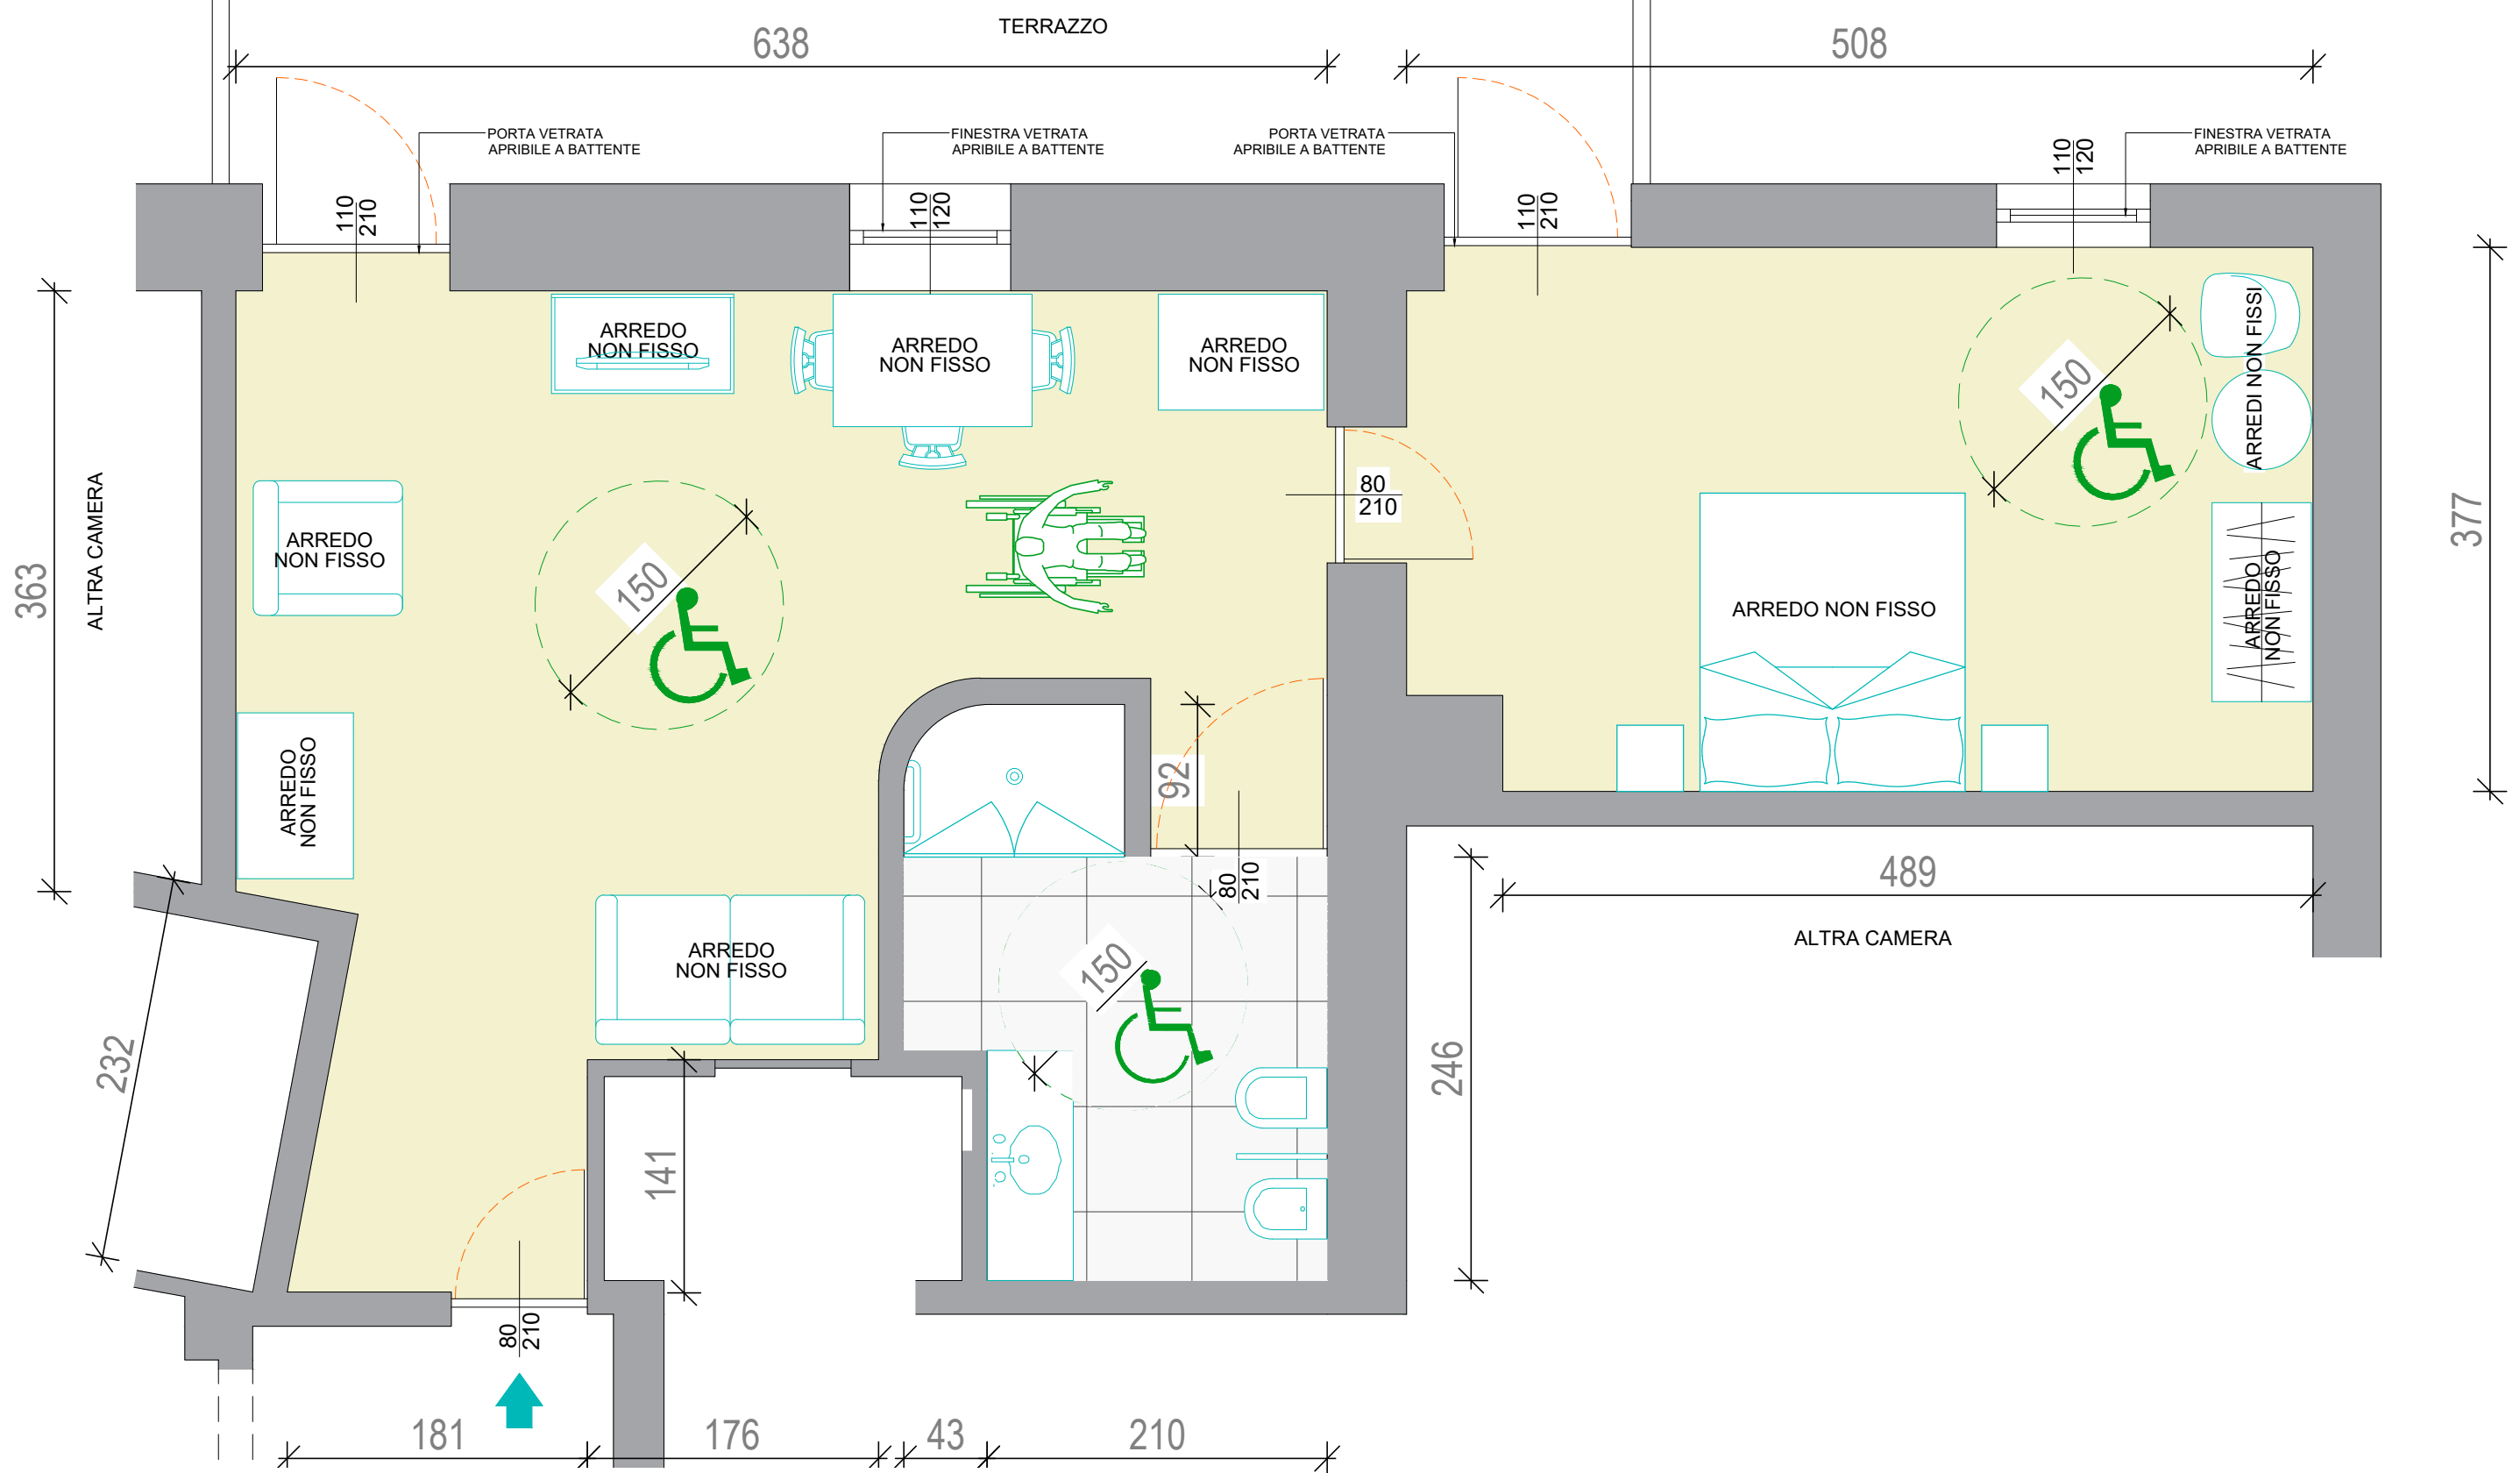 TERRAZZO
638
508
PORTA VETRATA
APRIBILE A BATTENTE
FINESTRA VETRATA
APRIBILE A BATTENTE
PORTA VETRATA
APRIBILE A BATTENTE
FINESTRA VETRATA
APRIBILE A BATTENTE
110
210
110
120
110
210
110
120
ARREDO
NON FISSO
ARREDO
NON FISSO
ARREDO
NON FISSO
ARREDI NON FISSI
150
80
210
ALTRA CAMERA
363
ARREDO
NON FISSO
150
377
ARREDO NON FISSO
ARREDO
NON FISSO
ARREDO
NON FISSO
92
80
210
489
ALTRA CAMERA
ARREDO
NON FISSO
150
232
246
141
80
210
181
176
43
210